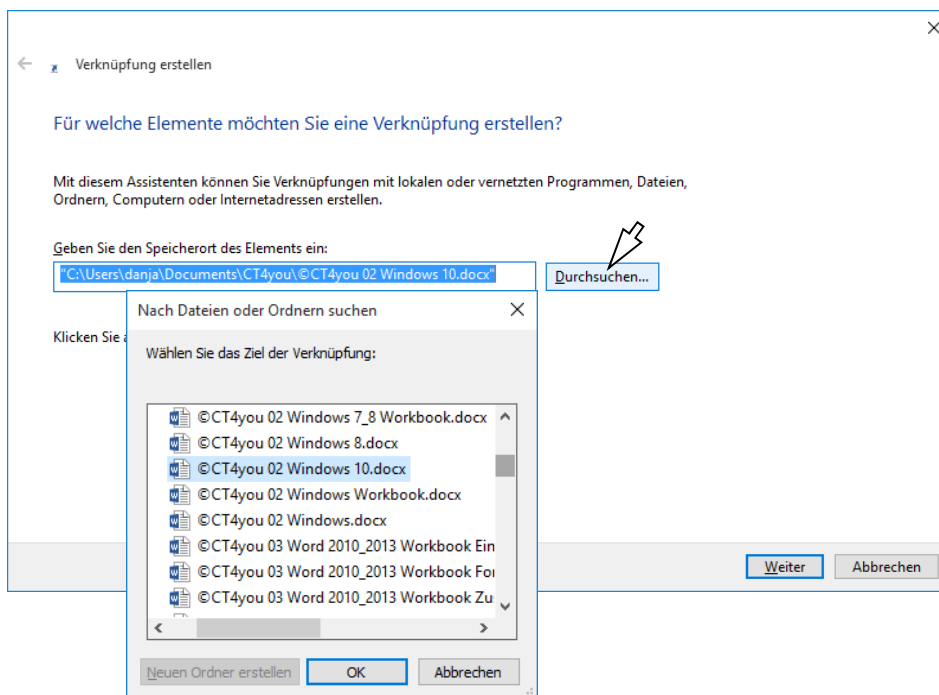 Verknüpfung erstellen
Für welche Elemente möchten Sie eine Verknüpfung erstellen?
Mit diesem Assistenten können Sie Verknüpfungen mit lokalen oder vernetzten Programmen, Dateien,
Ordnern, Computern oder Internetadressen erstellen.
Geben Sie den Speicherort des Elements ein:
"C:\Users\danja\Documents\CT4you\©CT4you 02 Windows 10.docx"
Durchsuchen...
Klicken Sie
Nach Dateien oder Ordnern suchen
Wählen Sie das Ziel der Verknüpfung:
©CT4you 02 Windows 7_8 Workbook.docx
©CT4you 02 Windows 8.docx
©CT4you 02 Windows 10.docx
©CT4you 02 Windows Workbook.docx
©CT4you 02 Windows.docx
©CT4you 03 Word 2010_2013 Workbook Ein
©CT4you 03 Word 2010_2013 Workbook For
©CT4you 03 Word 2010_2013 Workbook Zu
Weiter
Abbrechen
Neuen Ordner erstellen
OK
Abbrechen